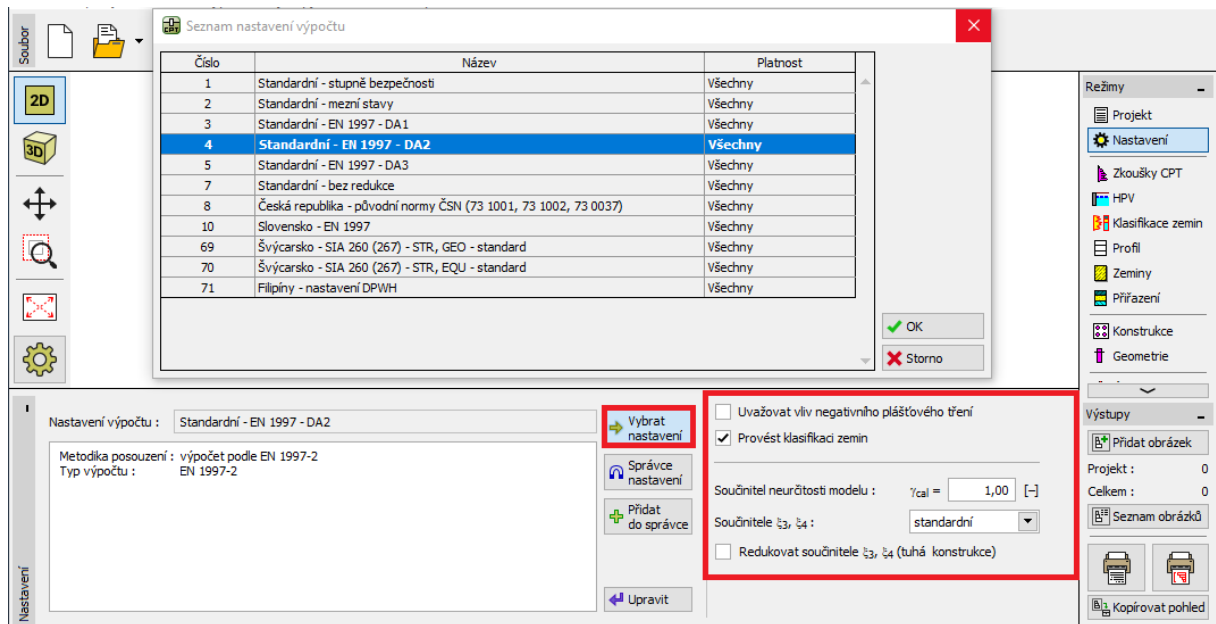 Soubor
CPT
Seznam nastavení výpočtu
Číslo Název Platnost
1 Standardní - stupně bezpečnosti Všechny
2 Standardní - mezní stavy Všechny
3 Standardní - EN 1997 - DA1 Všechny
4 Standardní - EN 1997 - DA2 Všechny
5 Standardní - EN 1997 - DA3 Všechny
7 Standardní - bez redukce Všechny
8 Česká republika - původní normy ČSN (73 1001, 73 1002, 73 0037) Všechny
10 Slovensko - EN 1997 Všechny
69 Švýcarsko - SIA 260 (267) - STR, GEO - standard Všechny
70 Švýcarsko - SIA 260 (267) - STR, EQU - standard Všechny
71 Filipíny - nastavení DPWH Všechny
OK
Storno
2D
3D
Režimy
Projekt
Nastavení
Zkoušky CPT
HPV
Klasifikace zemin
Profil
Zeminy
Přiřazení
Konstrukce
Geometrie
Nastavení
Nastavení výpočtu : Standardní - EN 1997 - DA2
Metodika posouzení : výpočet podle EN 1997-2
Typ výpočtu : EN 1997-2
Vybrat
nastavení
Správce
nastavení
Přidat
do správce
Upravit
Uvažovat vliv negativního plášťového tření
Provést klasifikaci zemin
Součinitel neurčitosti modelu : γcal = 1,00 [–]
Součinitele ξ3, ξ4 : standardní
Redukovat součinitele ξ3, ξ4 (tuhá konstrukce)
Výstupy
Přidat obrázek
Projekt : 0
Celkem : 0
Seznam obrázků
Kopírovat pohled